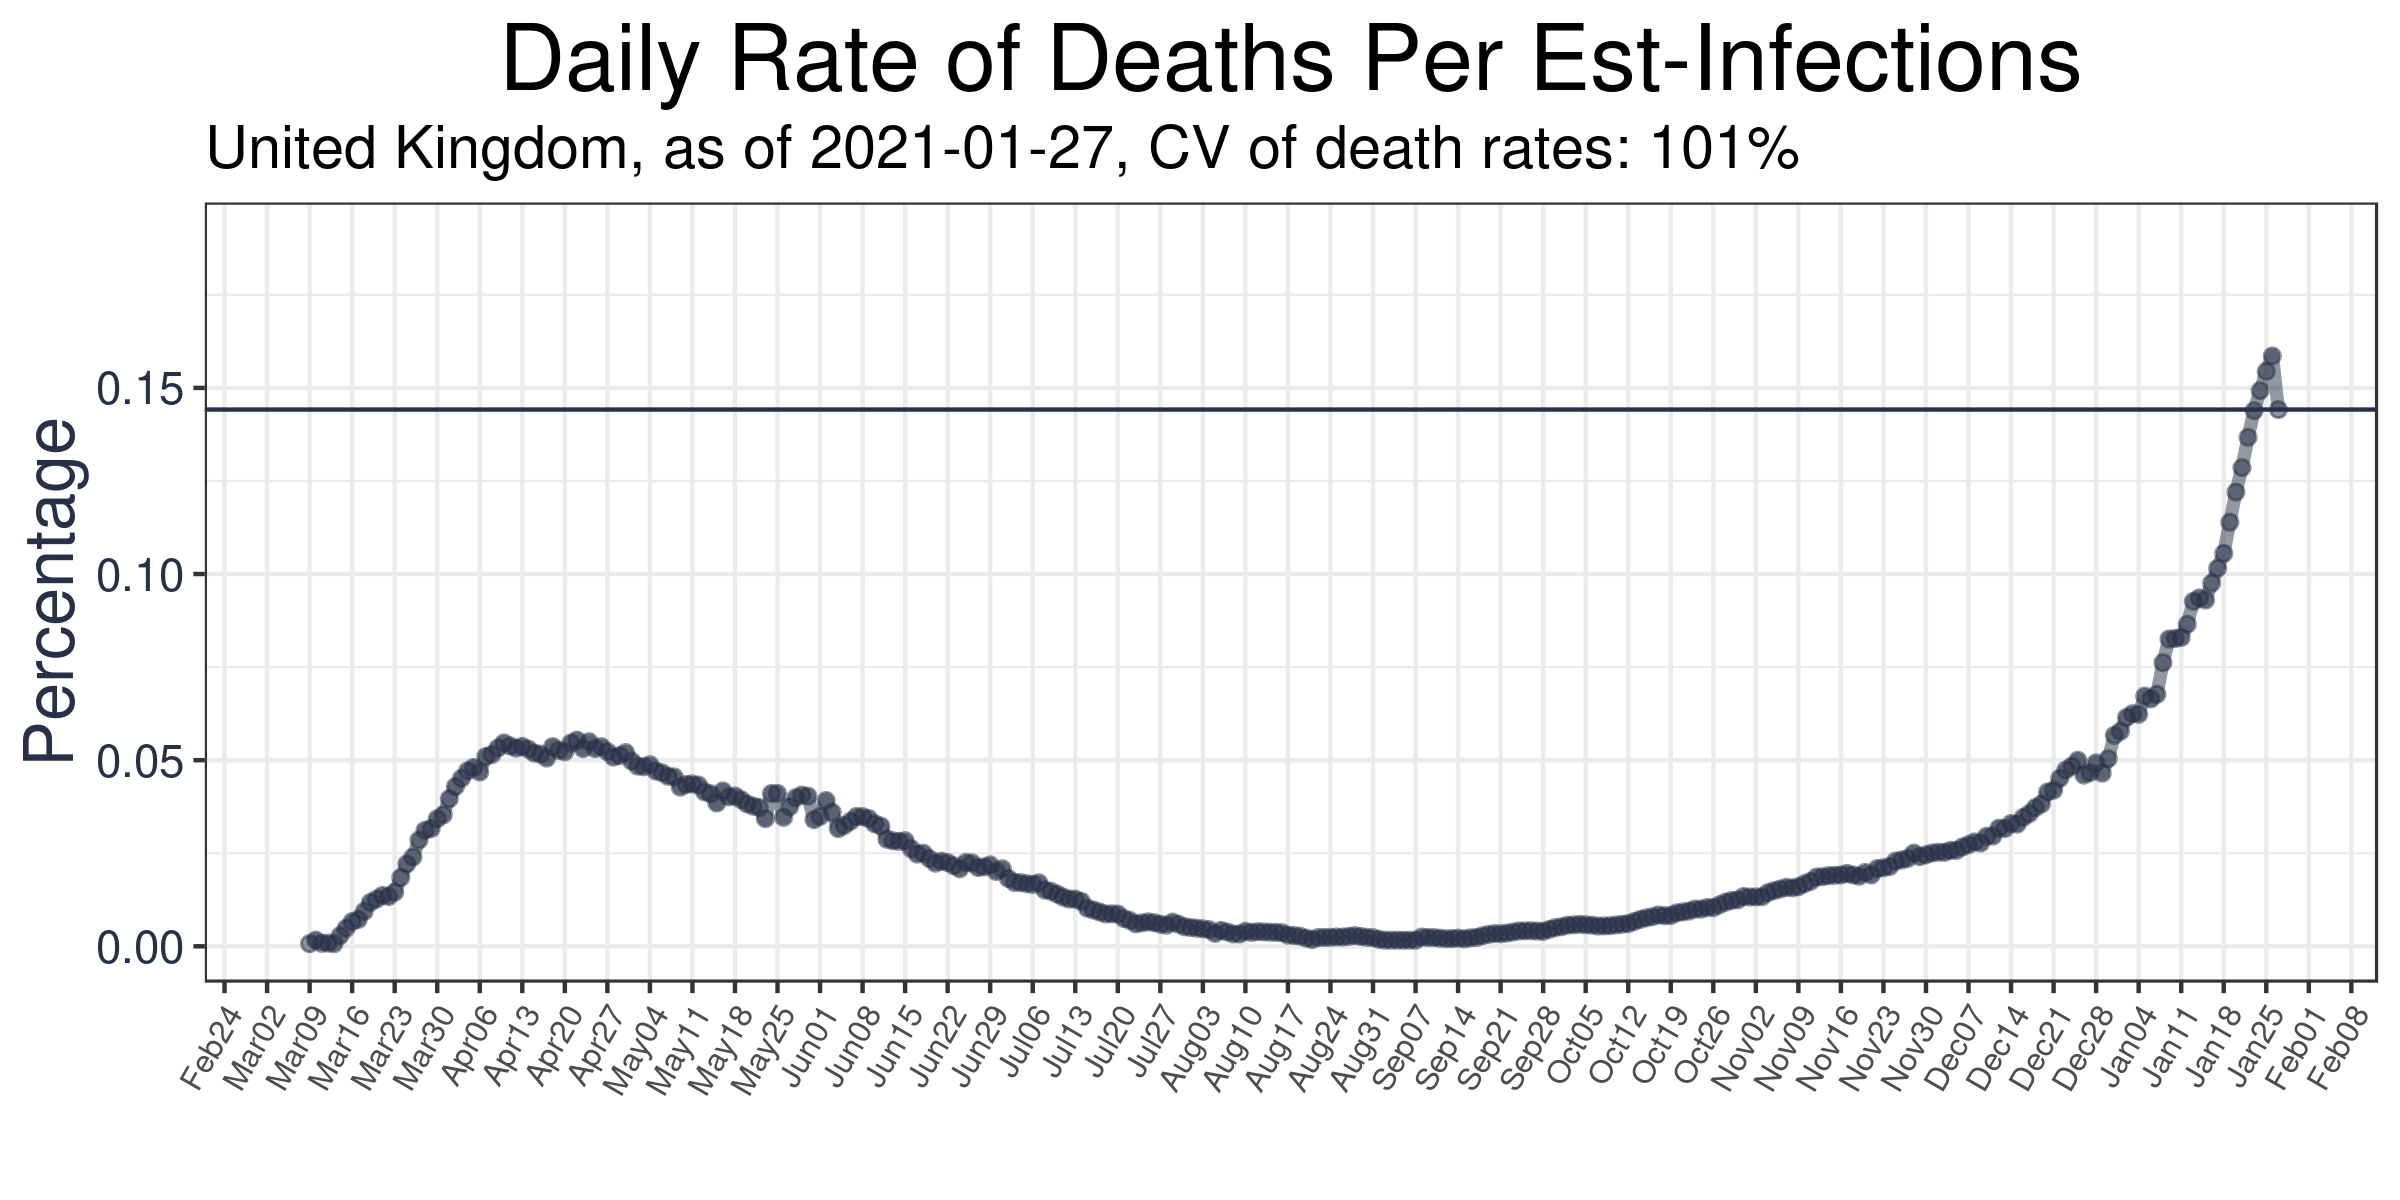 Daily Rate of Deaths Per Est-Infections
United Kingdom, as of 2021-01-27, CV of death rates: 101%
Percentage
0.15
0.10
0.05
0.00
Feb24 Mar02 Mar09 Mar16 Mar23 Mar30 Apr06 Apr13 Apr20 Apr27 May04 May11 May18 May25 Jun01 Jun08 Jun15 Jun22 Jun29 Jul06 Jul13 Jul20 Jul27 Aug03 Aug10 Aug17 Aug24 Aug31 Sep07 Sep14 Sep21 Sep28 Oct05 Oct12 Oct19 Oct26 Nov02 Nov09 Nov16 Nov23 Nov30 Dec07 Dec14 Dec21 Dec28 Jan04 Jan11 Jan18 Jan25 Feb01 Feb08